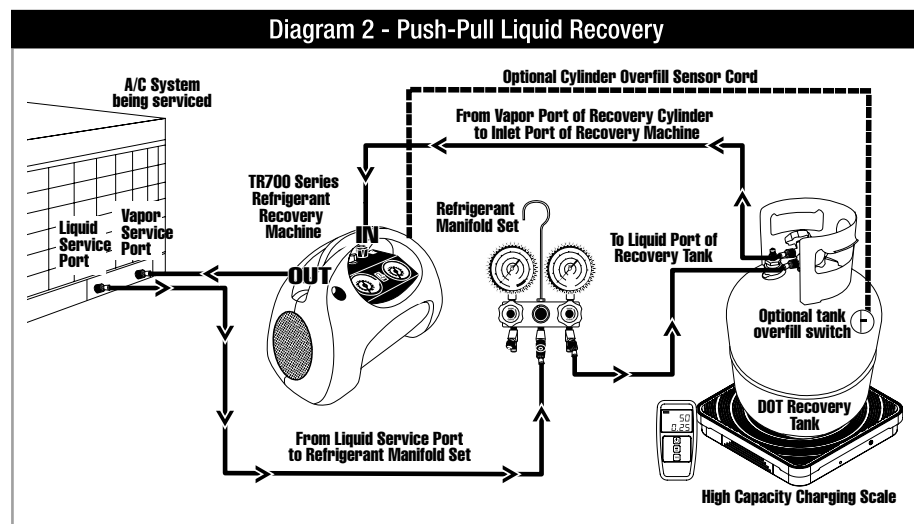 Diagram 2 - Push-Pull Liquid Recovery
A/C System
being serviced
Optional Cylinder Overfill Sensor Cord
From Vapor Port of Recovery Cylinder
to Inlet Port of Recovery Machine
TR700 Series
Refrigerant
Recovery
Machine
Refrigerant
Manifold Set
Liquid
Service
Port
Vapor
Service
Port
IN
OUT
To Liquid Port of
Recovery Tank
Optional tank
overfill switch
DOT Recovery
Tank
50
0.25
From Liquid Service Port
to Refrigerant Manifold Set
High Capacity Charging Scale